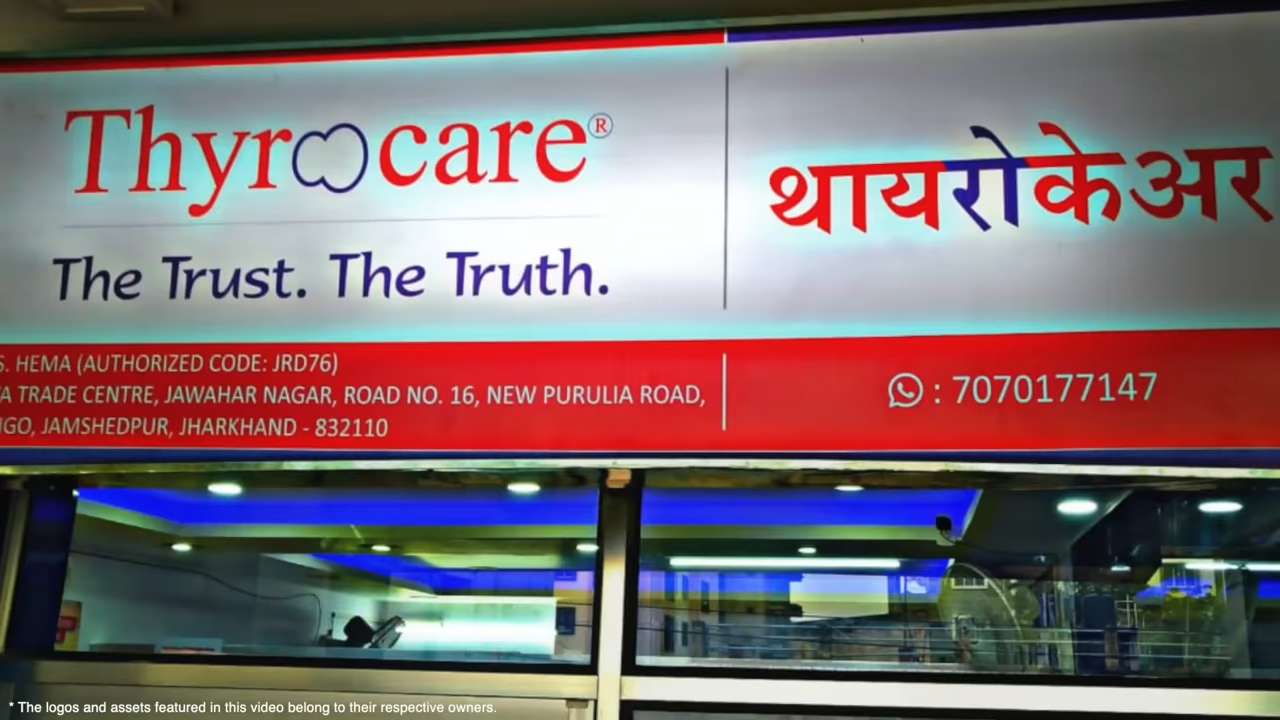 Thyrocare®
The Trust. The Truth.
थायरोकेअर
S. HEMA (AUTHORIZED CODE: JRD76)
A TRADE CENTRE, JAWAHAR NAGAR, ROAD NO. 16, NEW PURULIA ROAD,
GO, JAMSHEDPUR, JHARKHAND - 832110
: 7070177147
* The logos and assets featured in this video belong to their respective owners.